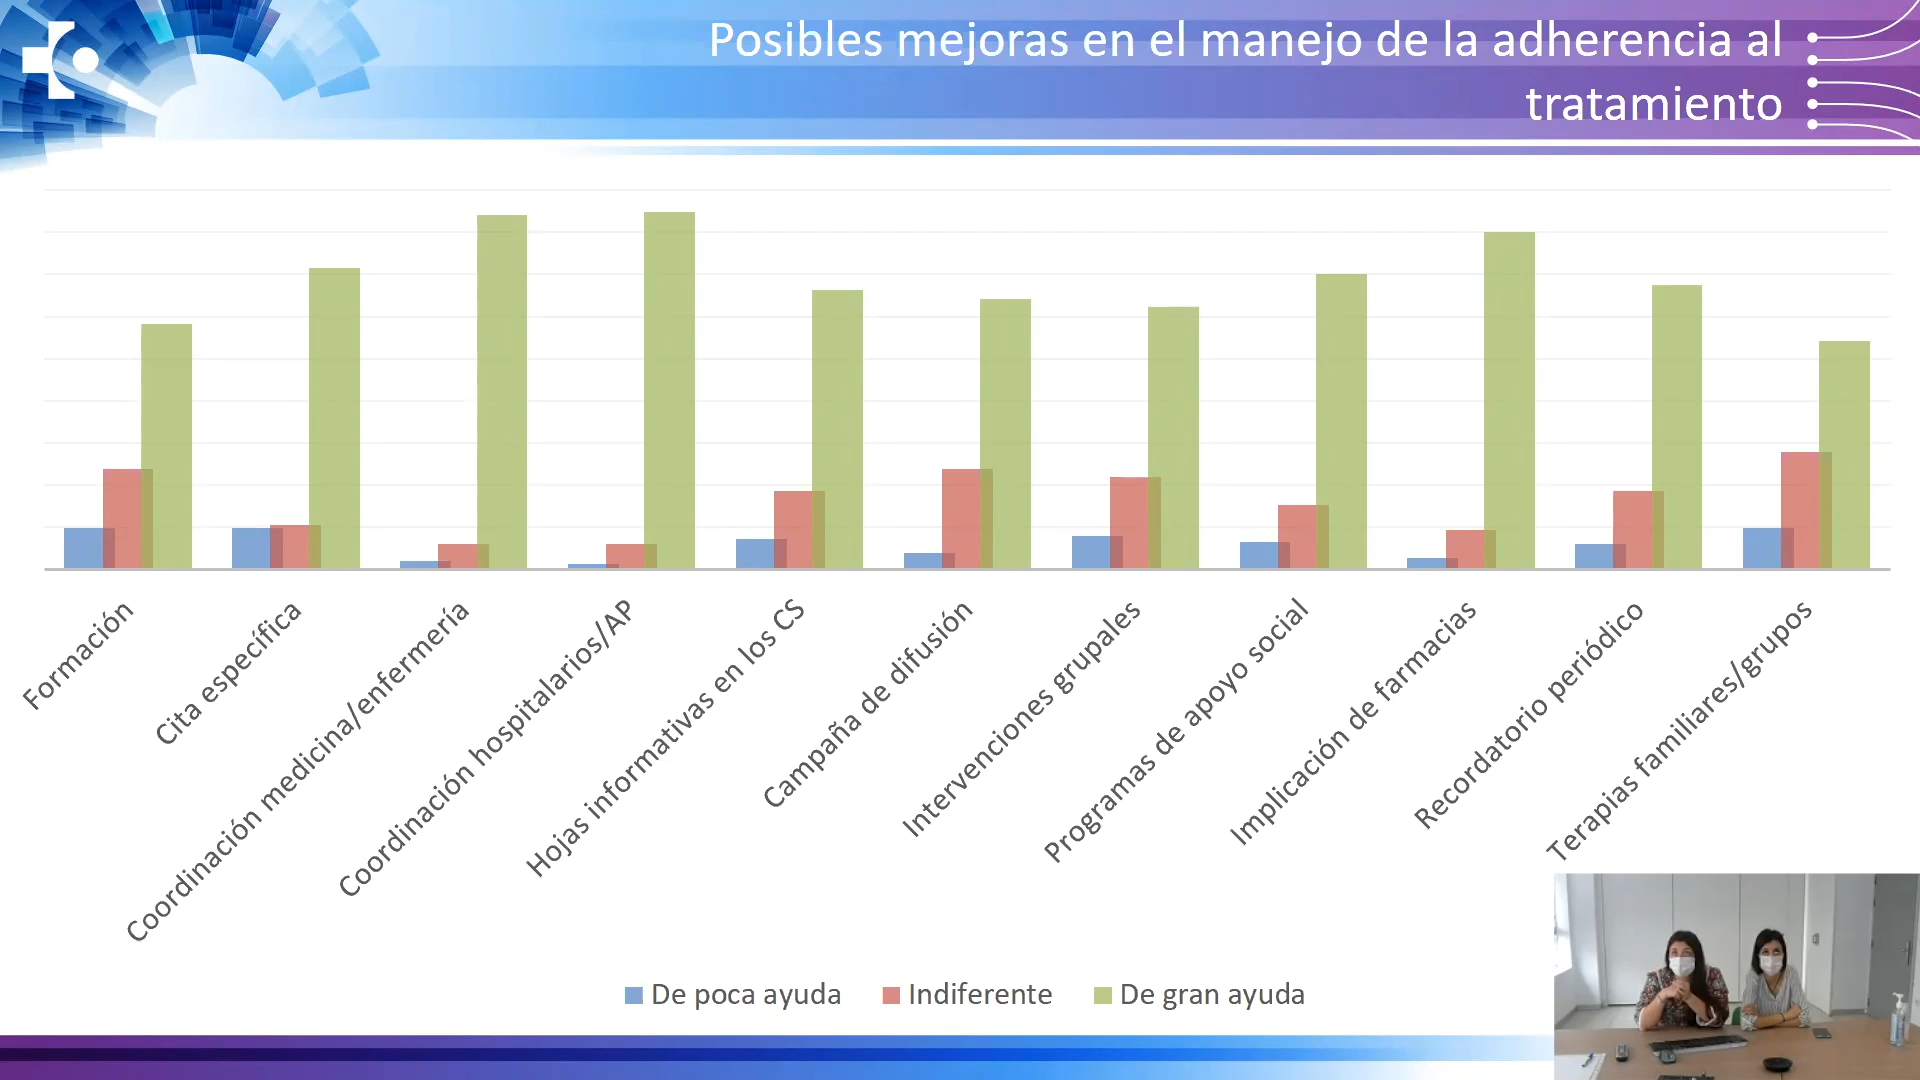 Posibles mejoras en el manejo de la adherencia al
tratamiento
Formación
Cita específica
Coordinación medicina/enfermería
Coordinación hospitalarios/AP
Hojas informativas en los CS
Campaña de difusión
Intervenciones grupales
Programas de apoyo social
Implicación de farmacias
Recordatorio periódico
Terapias familiares/grupos
De poca ayuda
Indiferente
De gran ayuda